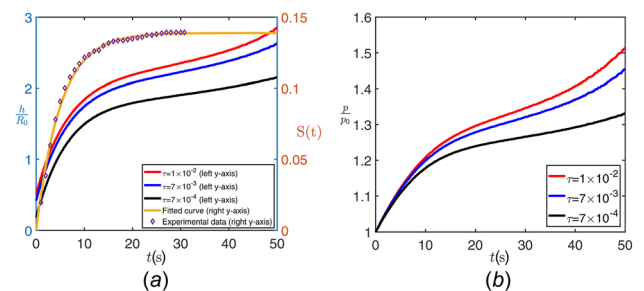 3
0.15
2
0.1
h
R₀
S(t)
1
0.05
τ=1×10⁻² (left y-axis)
τ=7×10⁻³ (left y-axis)
τ=7×10⁻⁴ (left y-axis)
Fitted curve (right y-axis)
Experimental data (right y-axis)
0
0
0 10 20 30 40 50
t(s)
(a)
1.6
1.5
1.4
p
p₀
1.3
1.2
1.1
τ=1×10⁻²
τ=7×10⁻³
τ=7×10⁻⁴
1
0 10 20 30 40 50
t(s)
(b)